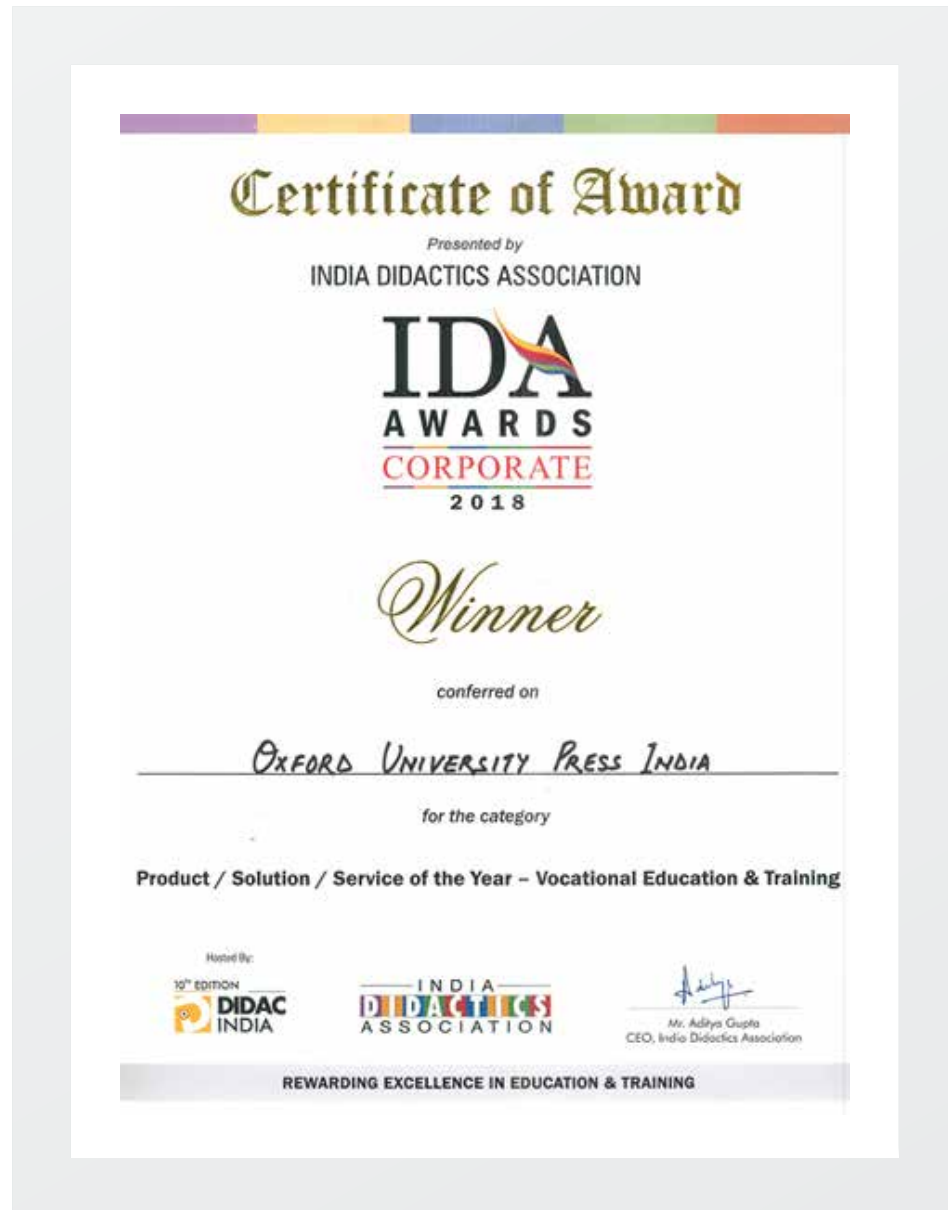 Certificate of Award
Presented by
INDIA DIDACTICS ASSOCIATION
IDA
AWARDS
CORPORATE
2018
Winner
conferred on
OXFORD UNIVERSITY PRESS INDIA
for the category
Product / Solution / Service of the Year – Vocational Education & Training
Hosted By:
10TH EDITION
DIDAC
INDIA
INDIA
DIDACTICS
ASSOCIATION
Mr. Aditya Gupta
CEO, India Didactics Association
REWARDING EXCELLENCE IN EDUCATION & TRAINING